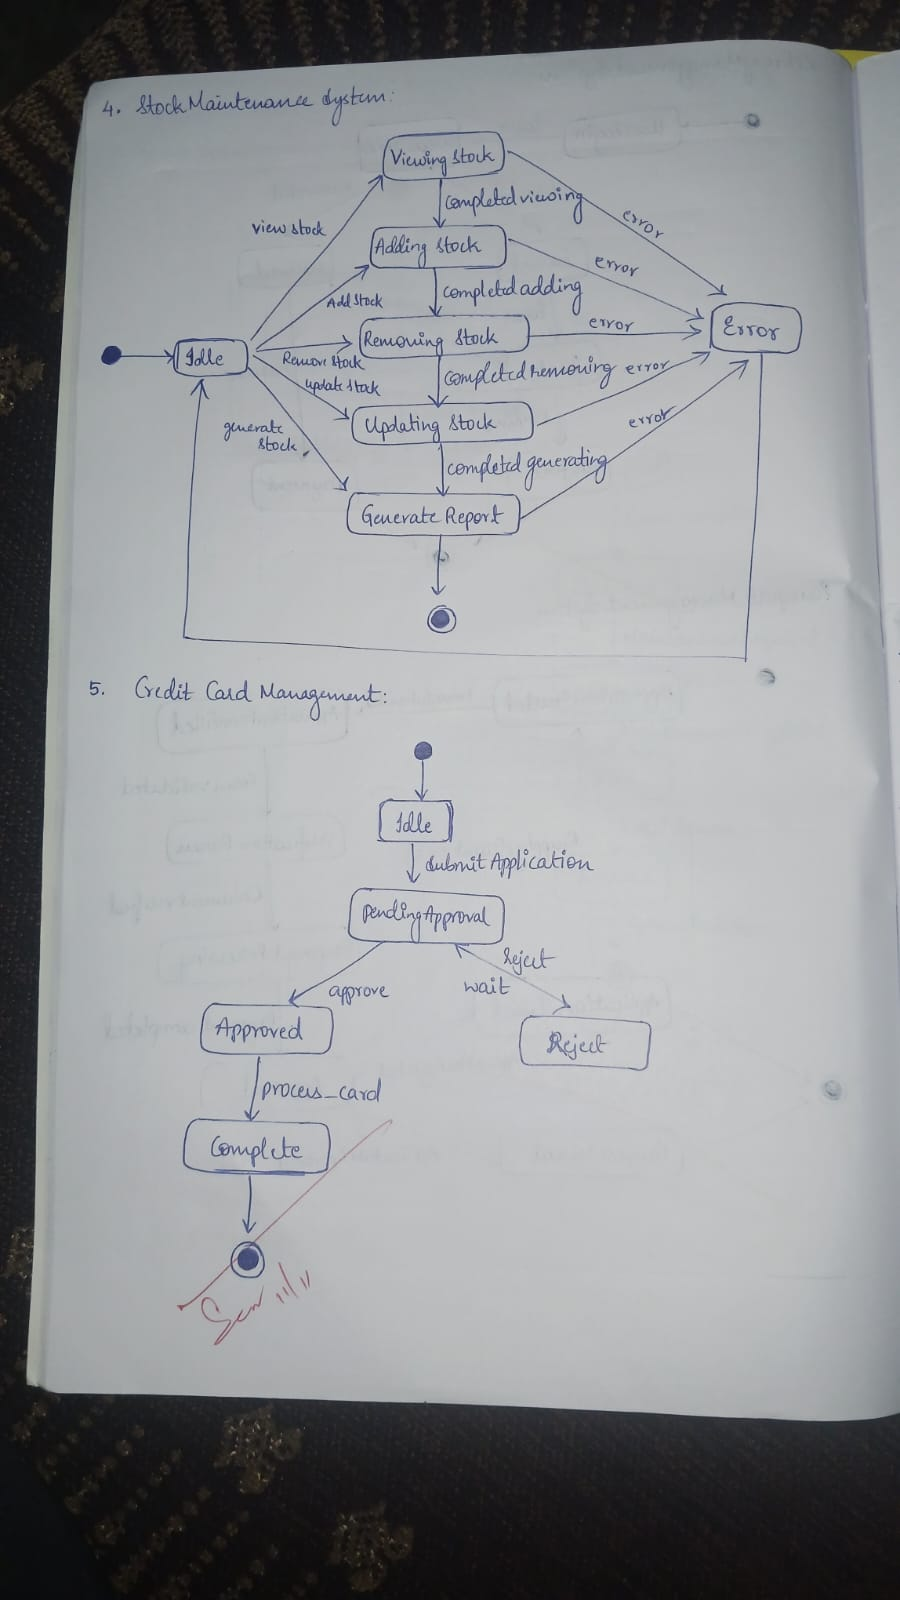 4. Stock Maintenance System:
Viewing Stock
completed viewing
error
view stock
Adding Stock
error
Add Stock
completed adding
error
Error
Idle
Removing Stock
Remove stock
completed removing
error
update stock
Updating Stock
error
generate
stock
completed generating
Generate Report
5. Credit Card Management:
Idle
Submit Application
Pending Approval
Reject
approve
wait
Approved
Reject
process_card
Complete
11/11